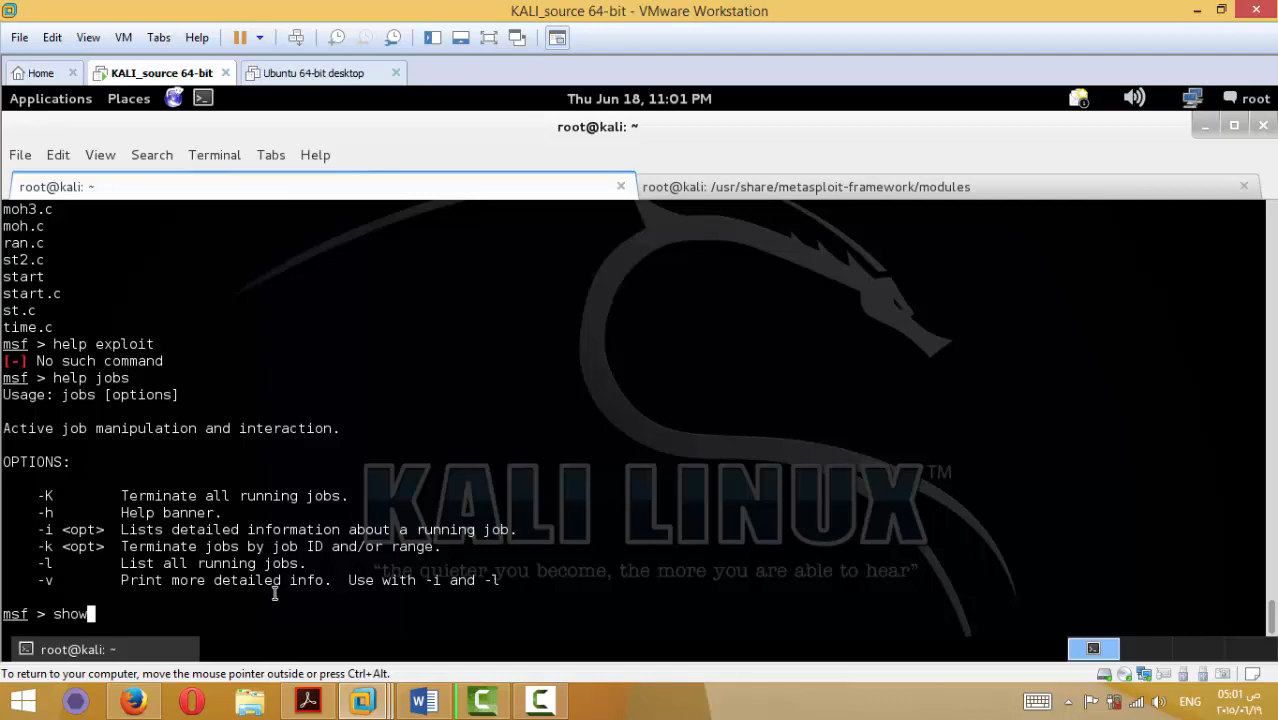 KALI_source 64-bit - VMware Workstation
File Edit View VM Tabs Help
Home KALI_source 64-bit Ubuntu 64-bit desktop
Applications Places Thu Jun 18, 11:01 PM root
root@kali: ~
File Edit View Search Terminal Tabs Help
root@kali: ~ root@kali: /usr/share/metasploit-framework/modules
moh3.c
moh.c
ran.c
st2.c
start
start.c
st.c
time.c
msf > help exploit
[-] No such command
msf > help jobs
Usage: jobs [options]
Active job manipulation and interaction.
OPTIONS:
-K Terminate all running jobs.
-h Help banner.
-i <opt> Lists detailed information about a running job.
-k <opt> Terminate jobs by job ID and/or range.
-l List all running jobs.
-v Print more detailed info. Use with -i and -l
msf > show
KALI LINUX™
“the quieter you become, the more you are able to hear”
root@kali: ~
To return to your computer, move the mouse pointer outside or press Ctrl+Alt.
ENG
05:01 ص
٢٠١٥/٠٦/١٩